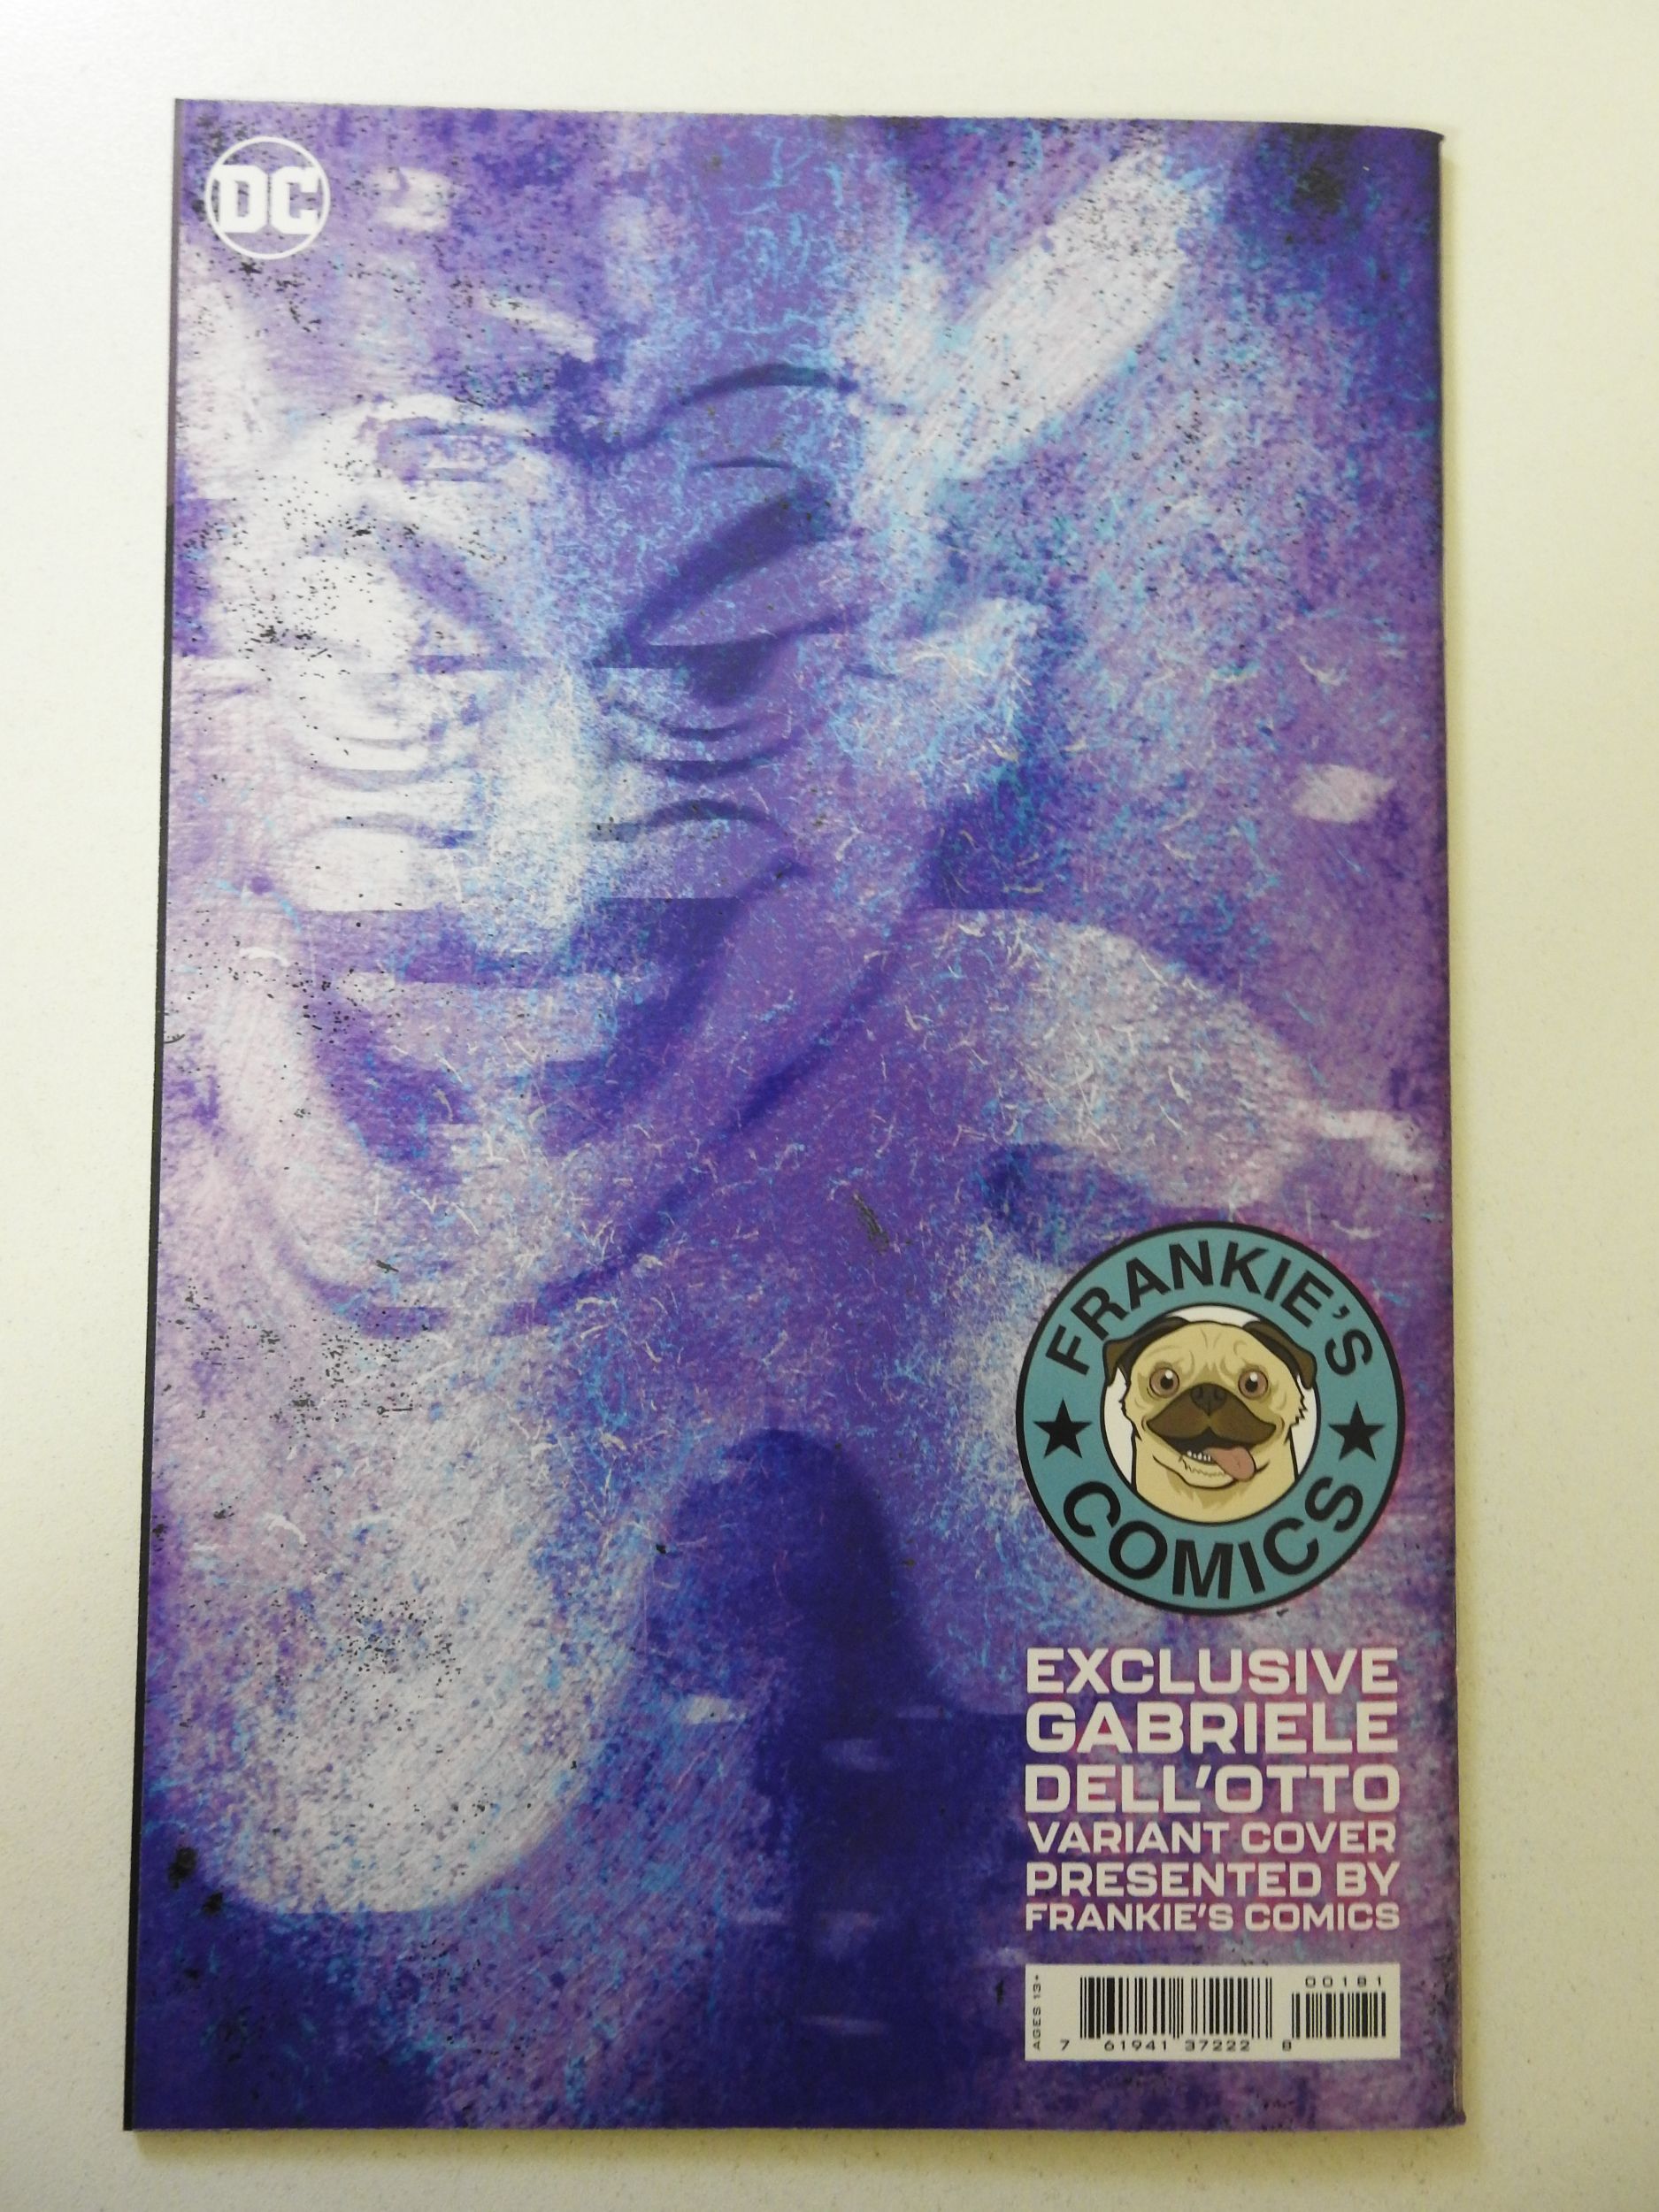 DC
FRANKIE'S
COMICS
EXCLUSIVE
GABRIELE
DELL'OTTO
VARIANT COVER
PRESENTED BY
FRANKIE'S COMICS
AGES 13+
00181
7 61941 37222 8